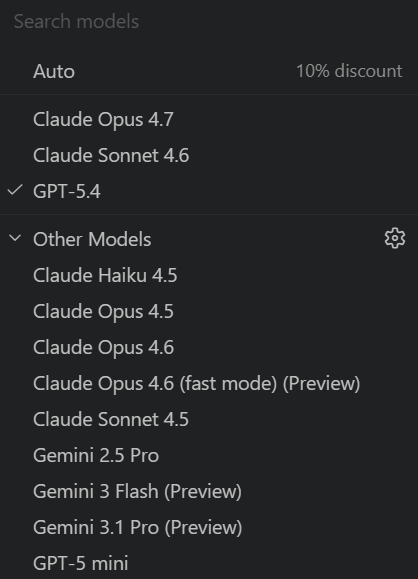 Search models
Auto 10% discount
Claude Opus 4.7
Claude Sonnet 4.6
GPT-5.4
Other Models
Claude Haiku 4.5
Claude Opus 4.5
Claude Opus 4.6
Claude Opus 4.6 (fast mode) (Preview)
Claude Sonnet 4.5
Gemini 2.5 Pro
Gemini 3 Flash (Preview)
Gemini 3.1 Pro (Preview)
GPT-5 mini